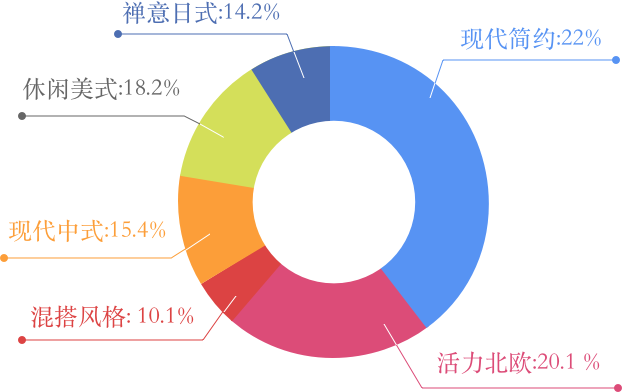 禅意日式:14.2%
现代简约:22%
休闲美式:18.2%
现代中式:15.4%
混搭风格: 10.1%
活力北欧:20.1 %